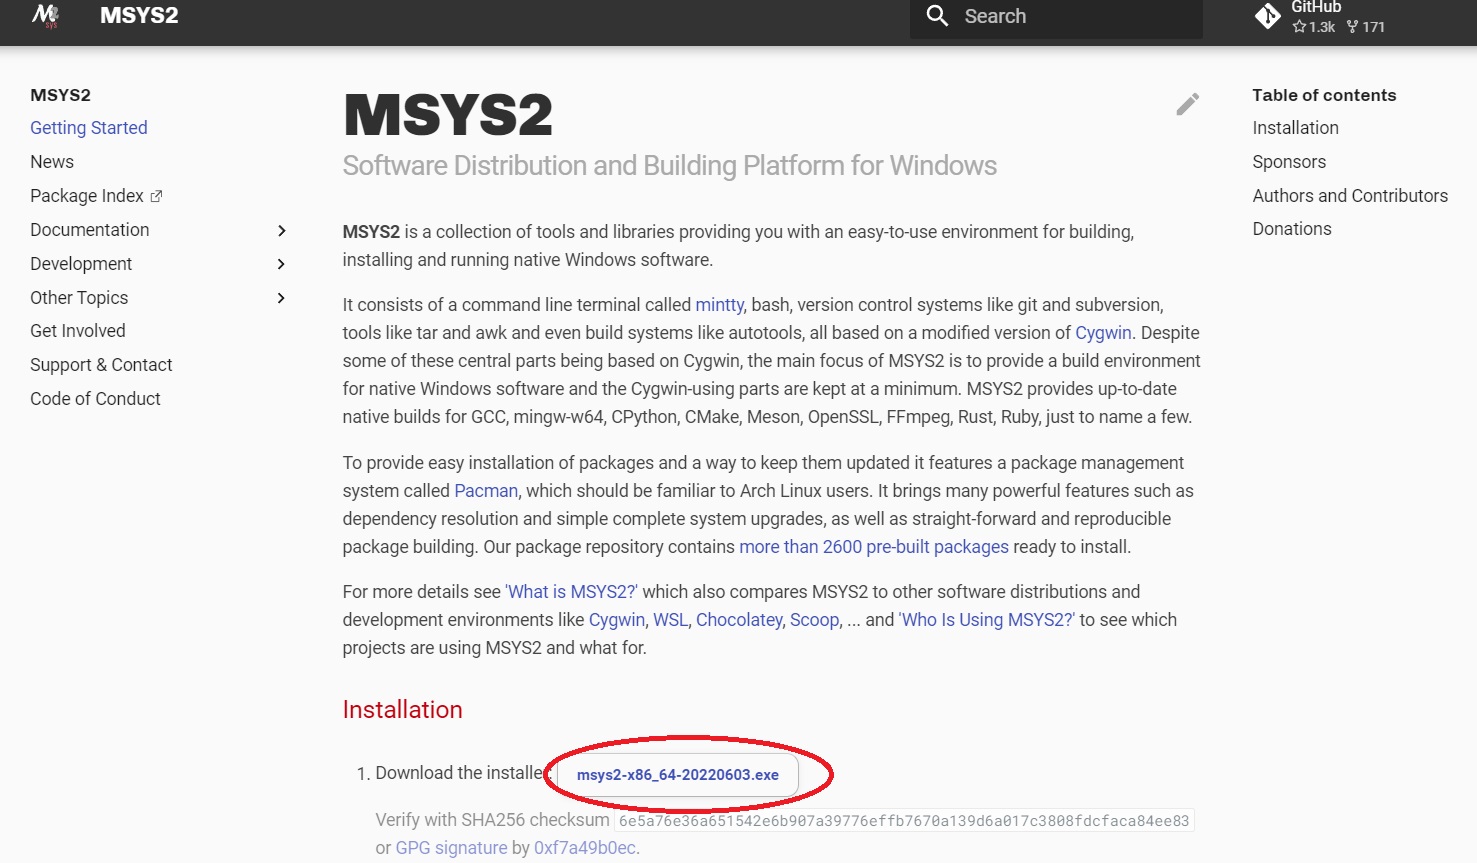 MSYS2
Search
GitHub
1.3k 171
MSYS2
Getting Started
News
Package Index
Documentation
Development
Other Topics
Get Involved
Support & Contact
Code of Conduct
MSYS2
Software Distribution and Building Platform for Windows
MSYS2 is a collection of tools and libraries providing you with an easy-to-use environment for building,
installing and running native Windows software.
It consists of a command line terminal called mintty, bash, version control systems like git and subversion,
tools like tar and awk and even build systems like autotools, all based on a modified version of Cygwin. Despite
some of these central parts being based on Cygwin, the main focus of MSYS2 is to provide a build environment
for native Windows software and the Cygwin-using parts are kept at a minimum. MSYS2 provides up-to-date
native builds for GCC, mingw-w64, CPython, CMake, Meson, OpenSSL, FFmpeg, Rust, Ruby, just to name a few.
To provide easy installation of packages and a way to keep them updated it features a package management
system called Pacman, which should be familiar to Arch Linux users. It brings many powerful features such as
dependency resolution and simple complete system upgrades, as well as straight-forward and reproducible
package building. Our package repository contains more than 2600 pre-built packages ready to install.
For more details see 'What is MSYS2?' which also compares MSYS2 to other software distributions and
development environments like Cygwin, WSL, Chocolatey, Scoop, ... and 'Who Is Using MSYS2?' to see which
projects are using MSYS2 and what for.
Installation
1. Download the installer: msys2-x86_64-20220603.exe
Verify with SHA256 checksum 6e5a76e36a651542e6b907a39776effb7670a139d6a017c3808fdcfaca84ee83
or GPG signature by 0xf7a49b0ec.
Table of contents
Installation
Sponsors
Authors and Contributors
Donations